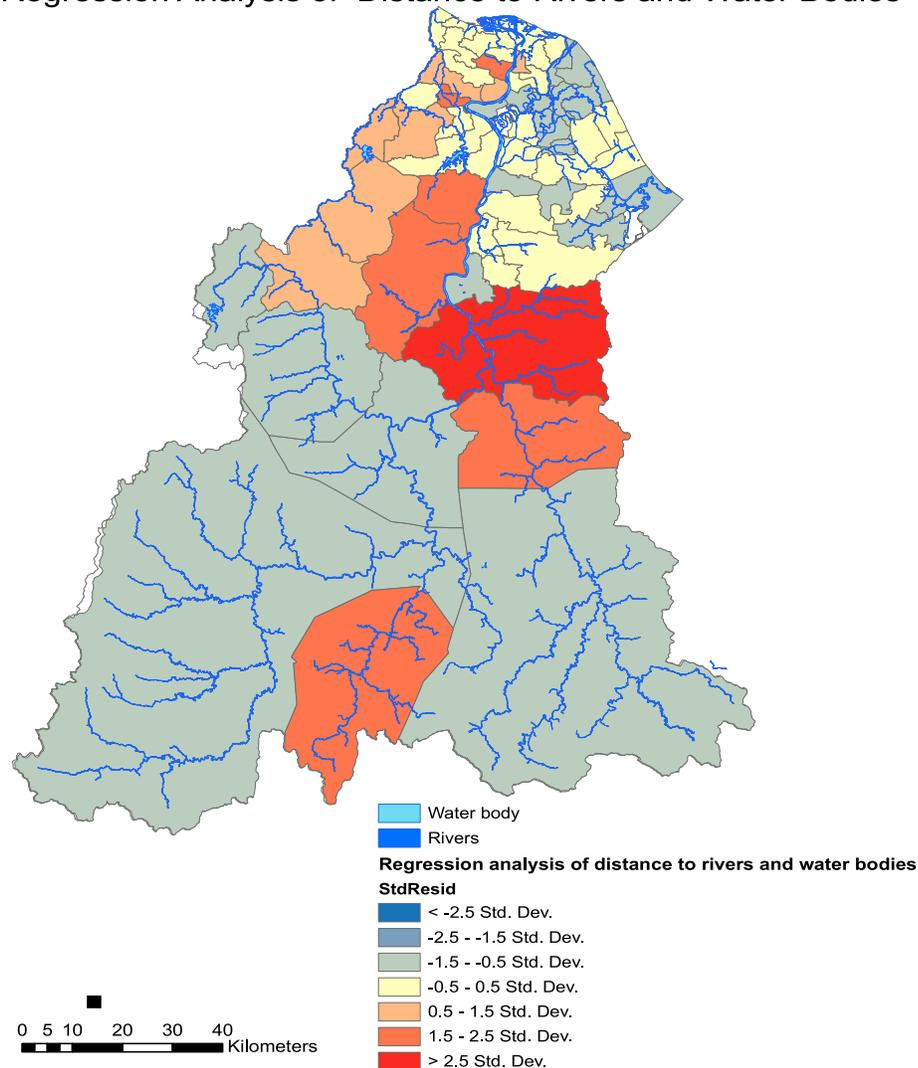 Regression Analysis of Distance to Rivers and Water Bodies
Water body
Rivers
Regression analysis of distance to rivers and water bodies
StdResid
< -2.5 Std. Dev.
-2.5 - -1.5 Std. Dev.
-1.5 - -0.5 Std. Dev.
-0.5 - 0.5 Std. Dev.
0.5 - 1.5 Std. Dev.
1.5 - 2.5 Std. Dev.
> 2.5 Std. Dev.
0 5 10 20 30 40
Kilometers